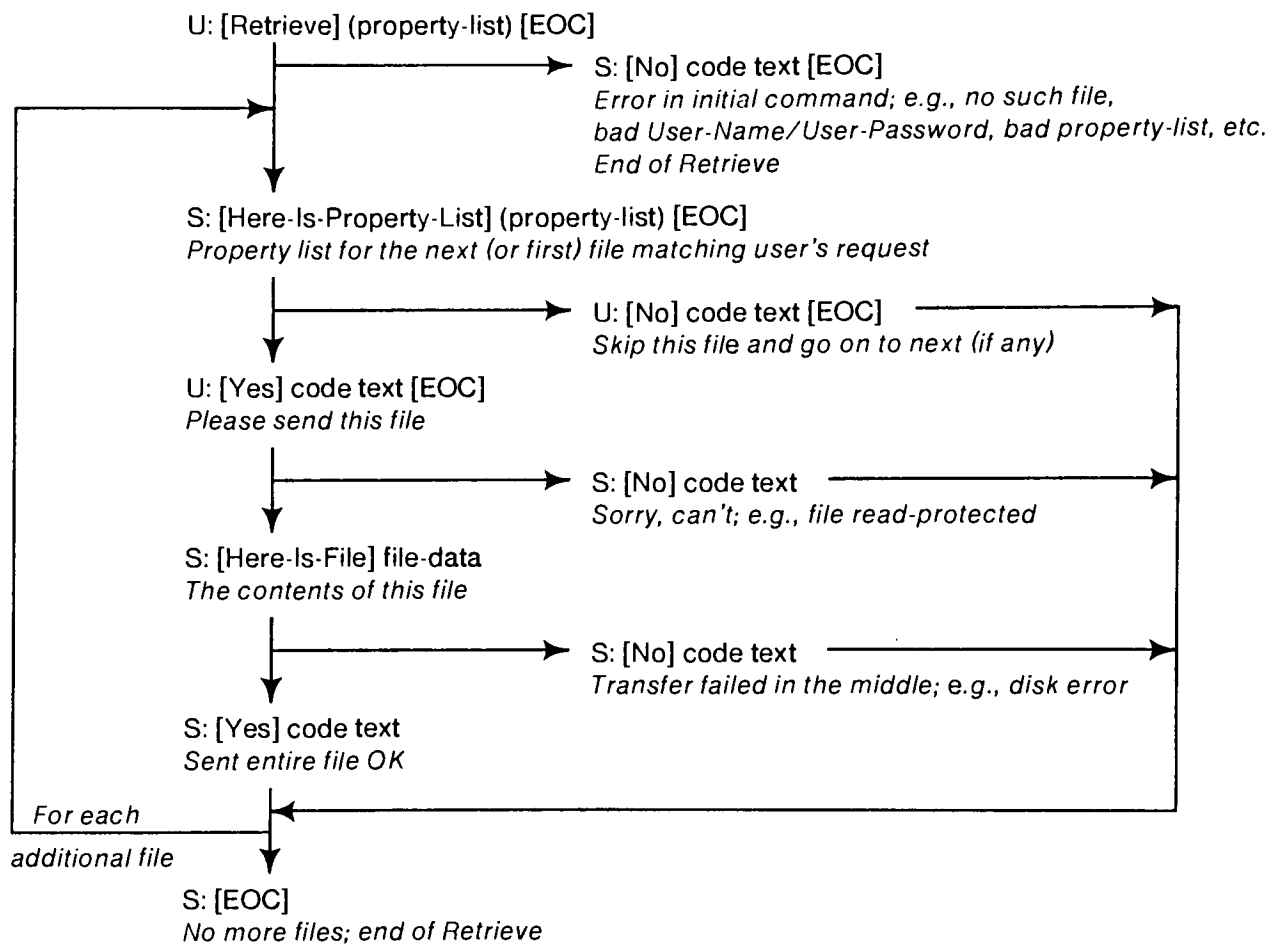 U: [Retrieve] (property-list) [EOC]
S: [No] code text [EOC]
Error in initial command; e.g., no such file,
bad User-Name/User-Password, bad property-list, etc.
End of Retrieve
S: [Here-Is-Property-List] (property-list) [EOC]
Property list for the next (or first) file matching user's request
U: [No] code text [EOC]
Skip this file and go on to next (if any)
U: [Yes] code text [EOC]
Please send this file
S: [No] code text
Sorry, can't; e.g., file read-protected
S: [Here-Is-File] file-data
The contents of this file
S: [No] code text
Transfer failed in the middle; e.g., disk error
S: [Yes] code text
Sent entire file OK
For each
additional file
S: [EOC]
No more files; end of Retrieve